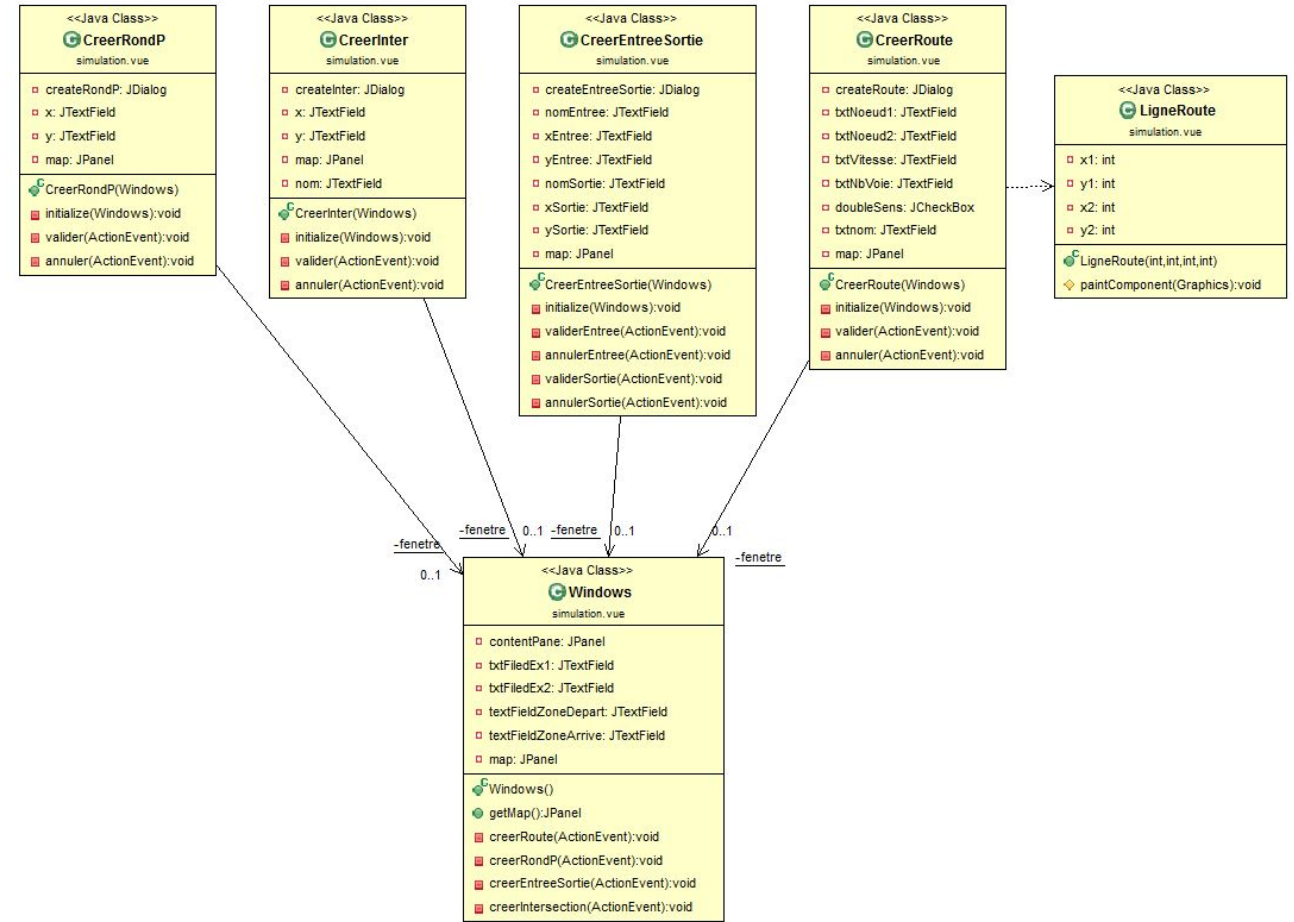 <<Java Class>>
CreerRondP
simulation.vue
createRondP: JDialog
x: JTextField
y: JTextField
map: JPanel
CreerRondP(Windows)
initialize(Windows):void
valider(ActionEvent):void
annuler(ActionEvent):void
<<Java Class>>
CreerInter
simulation.vue
createInter: JDialog
x: JTextField
y: JTextField
map: JPanel
nom: JTextField
CreerInter(Windows)
initialize(Windows):void
valider(ActionEvent):void
annuler(ActionEvent):void
<<Java Class>>
CreerEntreeSortie
simulation.vue
createEntreeSortie: JDialog
nomEntree: JTextField
xEntree: JTextField
yEntree: JTextField
nomSortie: JTextField
xSortie: JTextField
ySortie: JTextField
map: JPanel
CreerEntreeSortie(Windows)
initialize(Windows):void
validerEntree(ActionEvent):void
annulerEntree(ActionEvent):void
validerSortie(ActionEvent):void
annulerSortie(ActionEvent):void
<<Java Class>>
CreerRoute
simulation.vue
createRoute: JDialog
txtNoeud1: JTextField
txtNoeud2: JTextField
txtVitesse: JTextField
txtNbVoie: JTextField
doubleSens: JCheckBox
txtnom: JTextField
map: JPanel
CreerRoute(Windows)
initialize(Windows):void
valider(ActionEvent):void
annuler(ActionEvent):void
<<Java Class>>
LigneRoute
simulation.vue
x1: int
y1: int
x2: int
y2: int
LigneRoute(int,int,int,int)
paintComponent(Graphics):void
-fenetre
0..1
-fenetre
0..1
-fenetre
0..1
-fenetre
0..1
<<Java Class>>
Windows
simulation.vue
contentPane: JPanel
txtFiledEx1: JTextField
txtFiledEx2: JTextField
textFieldZoneDepart: JTextField
textFieldZoneArrive: JTextField
map: JPanel
Windows()
getMap():JPanel
creerRoute(ActionEvent):void
creerRondP(ActionEvent):void
creerEntreeSortie(ActionEvent):void
creerIntersection(ActionEvent):void